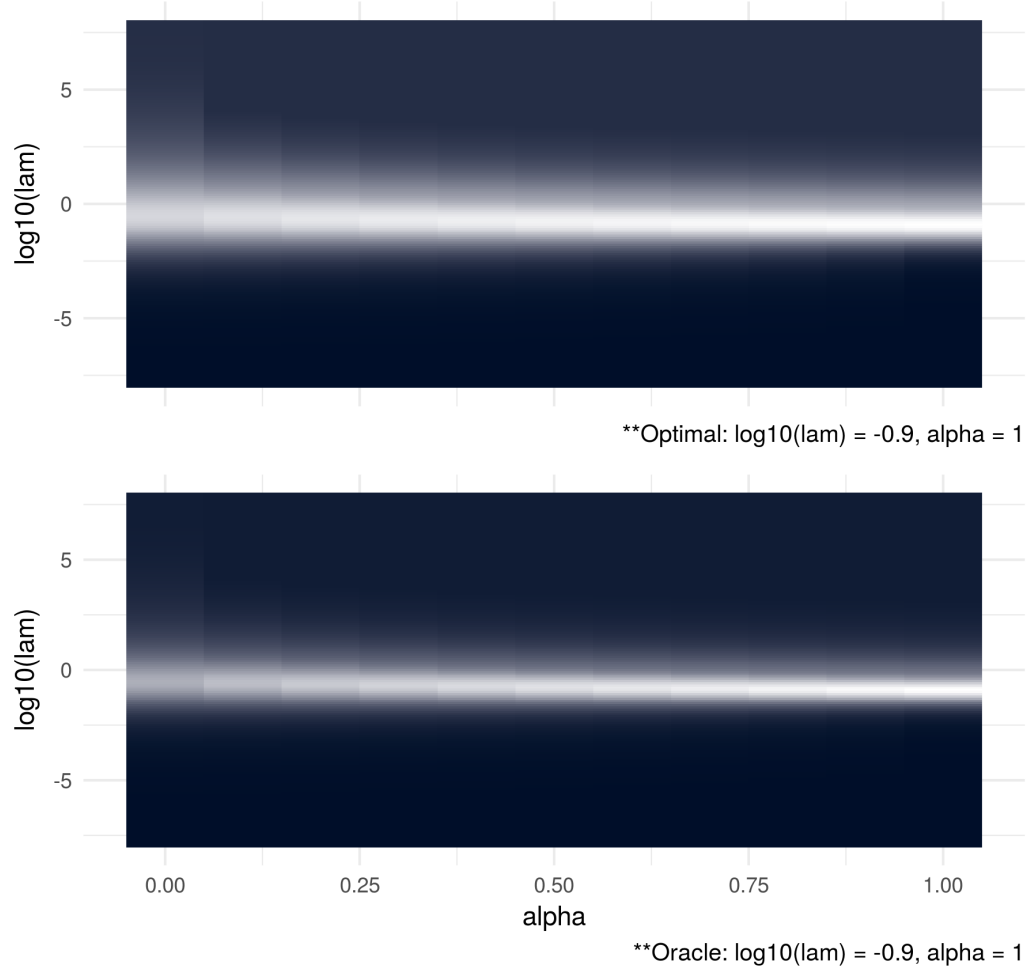 log10(lam)
5
0
-5
**Optimal: log10(lam) = -0.9, alpha = 1
log10(lam)
5
0
-5
0.00 0.25 0.50 0.75 1.00
alpha
**Oracle: log10(lam) = -0.9, alpha = 1